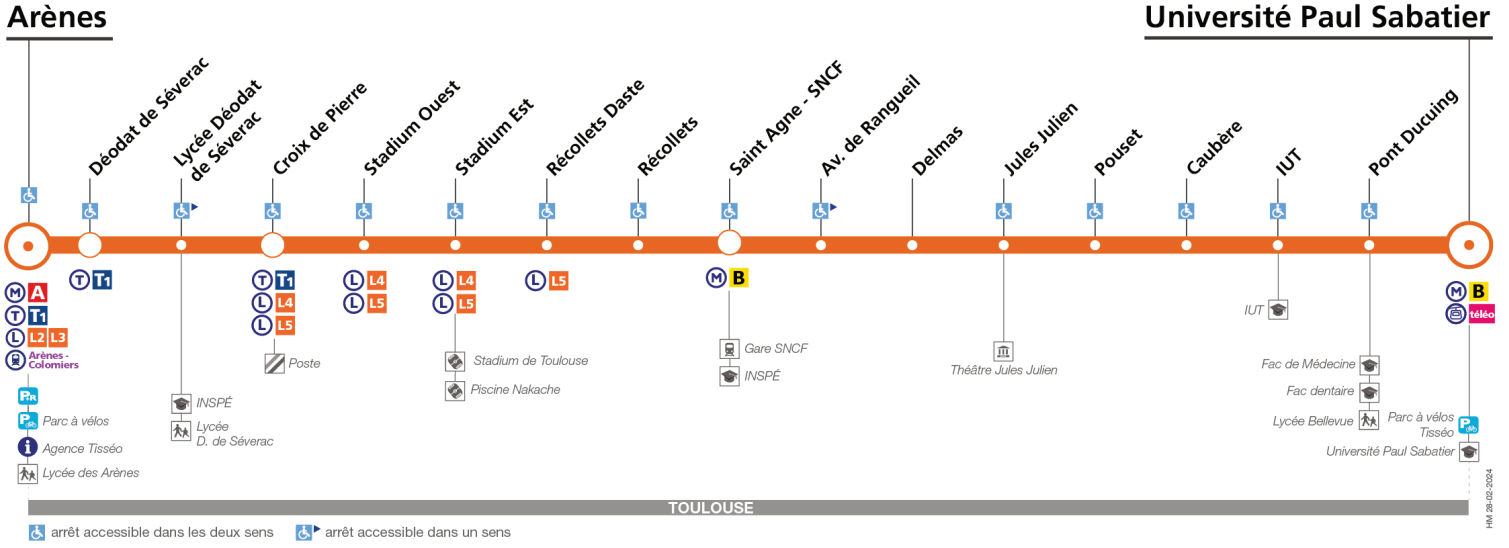 Arènes
Université Paul Sabatier
Déodat de Séverac
Lycée Déodat
de Séverac
Croix de Pierre
Stadium Ouest
Stadium Est
Récollets Daste
Récollets
Saint Agne - SNCF
Av. de Rangueil
Delmas
Jules Julien
Pouset
Caubère
IUT
Pont Ducuing
M A
T T1
L L2 L3
Arènes -
Colomiers
P+R
P
Parc à vélos
i Agence Tisséo
Lycée des Arènes
T T1
INSPÉ
Lycée
D. de Séverac
T T1
L L4
L L5
Poste
L L4
L L5
L L4
L L5
Stadium de Toulouse
Piscine Nakache
L L5
M B
Gare SNCF
INSPÉ
Théâtre Jules Julien
IUT
Fac de Médecine
Fac dentaire
Lycée Bellevue
M B
téléo
Parc à vélos
Tisséo
P
Université Paul Sabatier
TOULOUSE
arrêt accessible dans les deux sens
arrêt accessible dans un sens
HM 28-02-2024